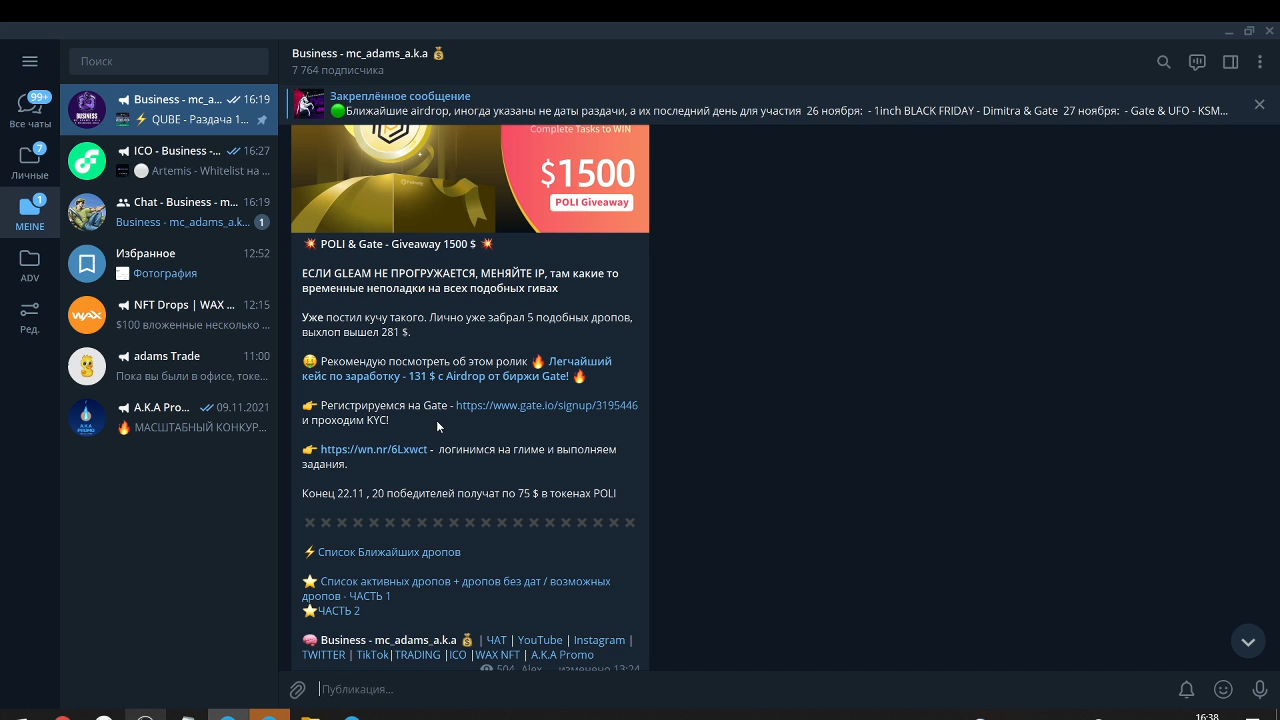 Поиск
Business - mc_adams_a.k.a 💰
7 764 подписчика
Закреплённое сообщение
🟢Ближайшие airdrop, иногда указаны не даты раздачи, а их последний день для участия 26 ноября: - 1inch BLACK FRIDAY - Dimitra & Gate 27 ноября: - Gate & UFO - KSM...
99+
Все чаты
7
Личные
1
MEINE
ADV
Ред.
Business - mc_a... 16:19
⚡ QUBE - Раздача 1...
ICO - Business -... 16:27
Artemis - Whitelist на ...
Chat - Business - m... 16:19
Business - mc_adams_a.k... 1
Избранное 12:52
Фотография
NFT Drops | WAX ... 12:15
$100 вложенные несколько ...
adams Trade 11:00
Пока вы были в офисе, токе...
A.K.A Pro... 09.11.2021
🔥 МАСШТАБНЫЙ КОНКУР...
BUSINESS
WAX
A.K.A
PROMO
Complete Tasks to WIN
$1500
POLI Giveaway
💥 POLI & Gate - Giveaway 1500 $ 💥
ЕСЛИ GLEAM НЕ ПРОГРУЖАЕТСЯ, МЕНЯЙТЕ IP, там какие то
временные неполадки на всех подобных гивах
Уже постил кучу такого. Лично уже забрал 5 подобных дропов,
выхлоп вышел 281 $.
🤑 Рекомендую посмотреть об этом ролик 🔥 Легчайший
кейс по заработку - 131 $ с Airdrop от биржи Gate! 🔥
👉 Регистрируемся на Gate - https://www.gate.io/signup/3195446
и проходим KYC!
👉 https://wn.nr/6Lxwct - логинимся на глиме и выполняем
задания.
Конец 22.11 , 20 победителей получат по 75 $ в токенах POLI
✖✖✖✖✖✖✖✖✖✖✖✖✖✖✖✖✖✖✖✖✖
⚡Список Ближайших дропов
⭐ Список активных дропов + дропов без дат / возможных
дропов - ЧАСТЬ 1
⭐ЧАСТЬ 2
🧠 Business - mc_adams_a.k.a 💰 | ЧАТ | YouTube | Instagram |
TWITTER | TikTok|TRADING |ICO |WAX NFT | A.K.A Promo
504 Alex изменено 13:24
Публикация...
16:38